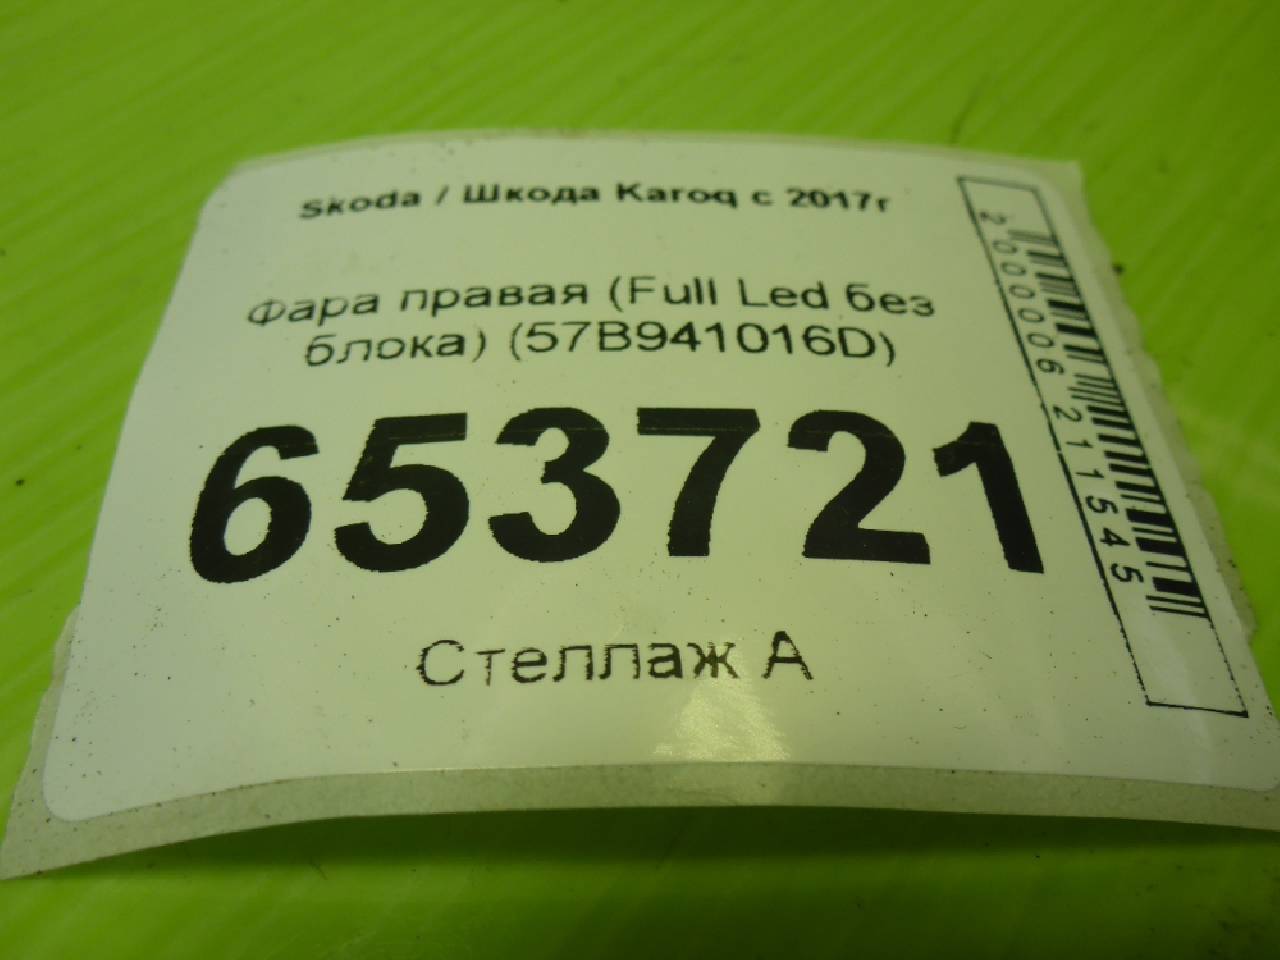 Skoda / Шкода Karoq с 2017г
Фара правая (Full Led без
блока) (57B941016D)
653721
Стеллаж А
2000006211545